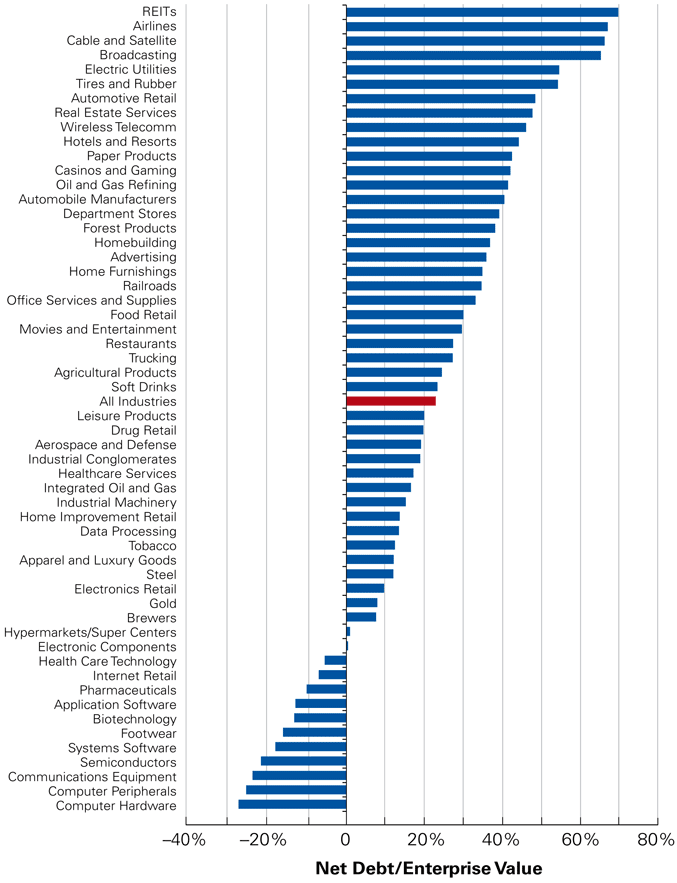 REITs
Airlines
Cable and Satellite
Broadcasting
Electric Utilities
Tires and Rubber
Automotive Retail
Real Estate Services
Wireless Telecomm
Hotels and Resorts
Paper Products
Casinos and Gaming
Oil and Gas Refining
Automobile Manufacturers
Department Stores
Forest Products
Homebuilding
Advertising
Home Furnishings
Railroads
Office Services and Supplies
Food Retail
Movies and Entertainment
Restaurants
Trucking
Agricultural Products
Soft Drinks
All Industries
Leisure Products
Drug Retail
Aerospace and Defense
Industrial Conglomerates
Healthcare Services
Integrated Oil and Gas
Industrial Machinery
Home Improvement Retail
Data Processing
Tobacco
Apparel and Luxury Goods
Steel
Electronics Retail
Gold
Brewers
Hypermarkets/Super Centers
Electronic Components
Health Care Technology
Internet Retail
Pharmaceuticals
Application Software
Biotechnology
Footwear
Systems Software
Semiconductors
Communications Equipment
Computer Peripherals
Computer Hardware
−40% −20% 0 20% 40% 60% 80%
Net Debt/Enterprise Value